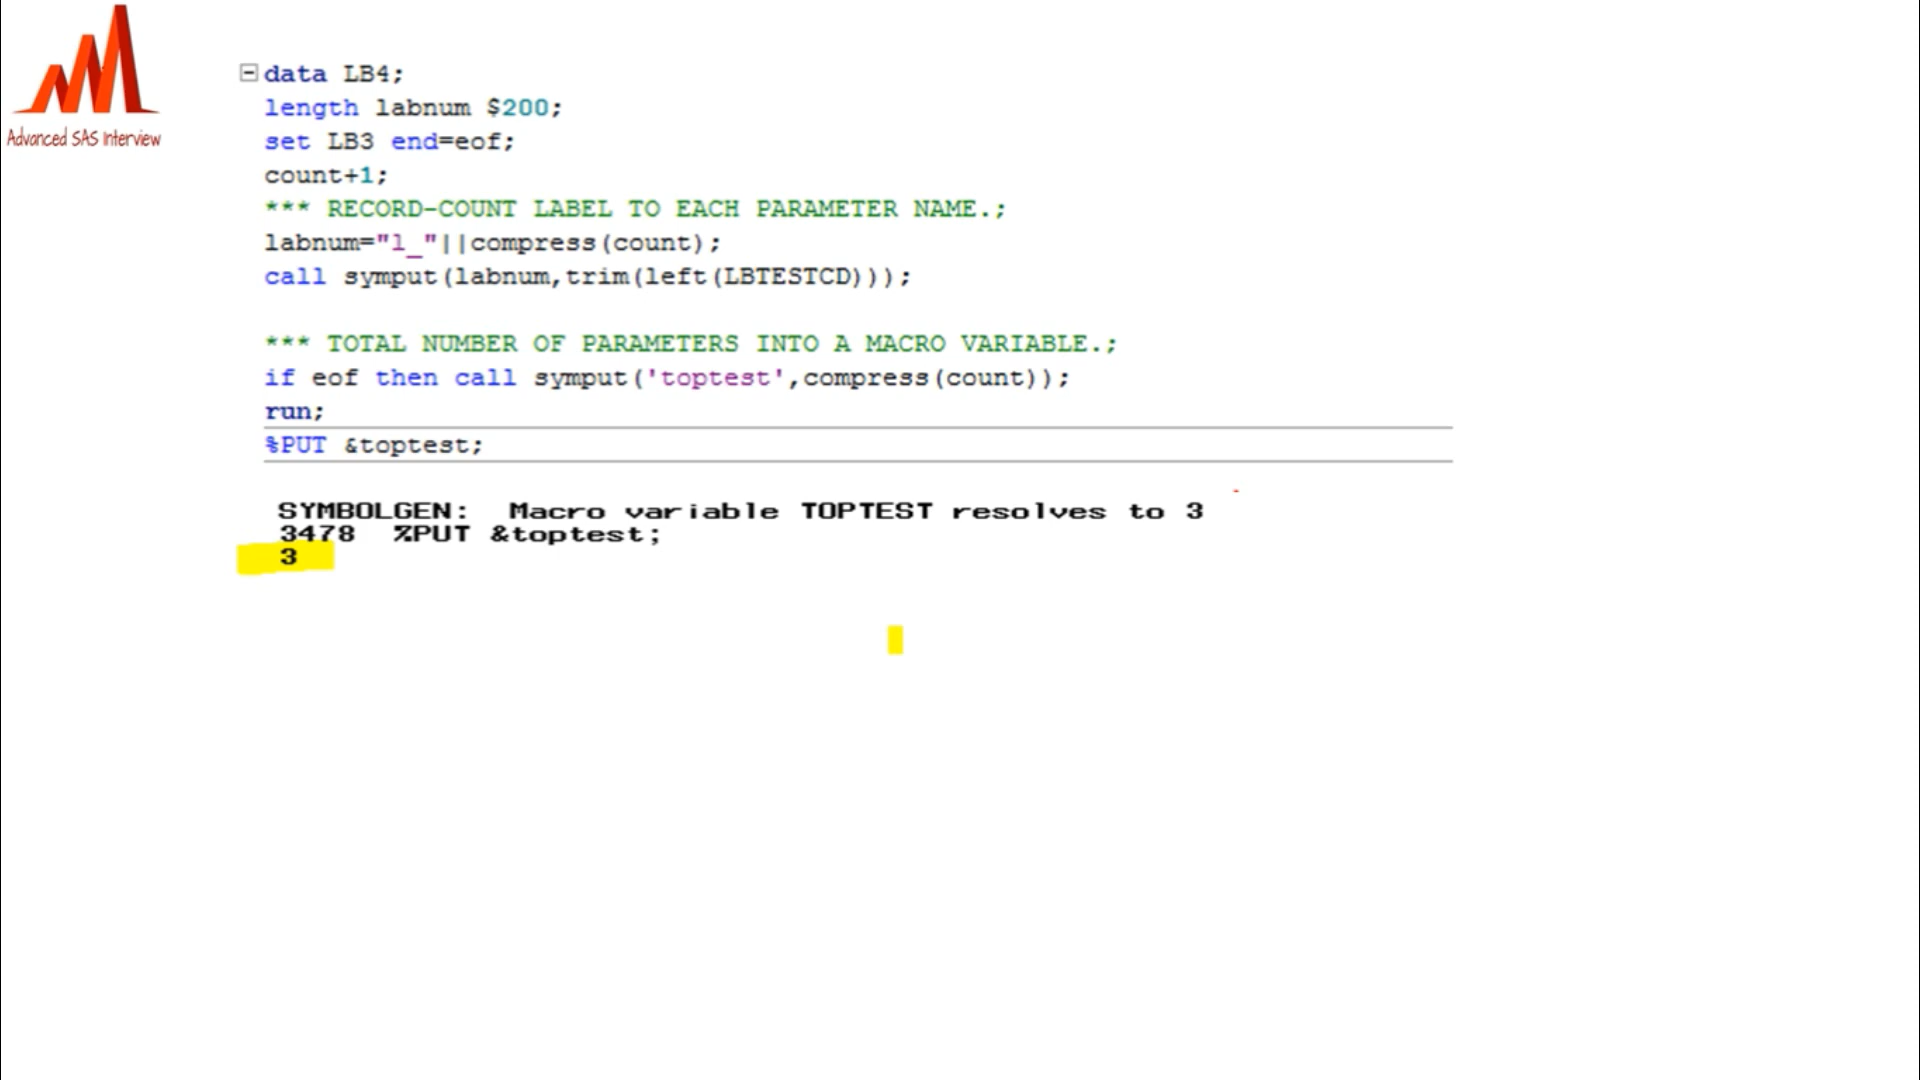 Advanced SAS Interview
data LB4;
length labnum $200;
set LB3 end=eof;
count+1;
*** RECORD-COUNT LABEL TO EACH PARAMETER NAME.;
labnum="l_"||compress(count);
call symput(labnum,trim(left(LBTESTCD)));
*** TOTAL NUMBER OF PARAMETERS INTO A MACRO VARIABLE.;
if eof then call symput('toptest',compress(count));
run;
%PUT &toptest;
SYMBOLGEN:  Macro variable TOPTEST resolves to 3
3478  %PUT &toptest;
3